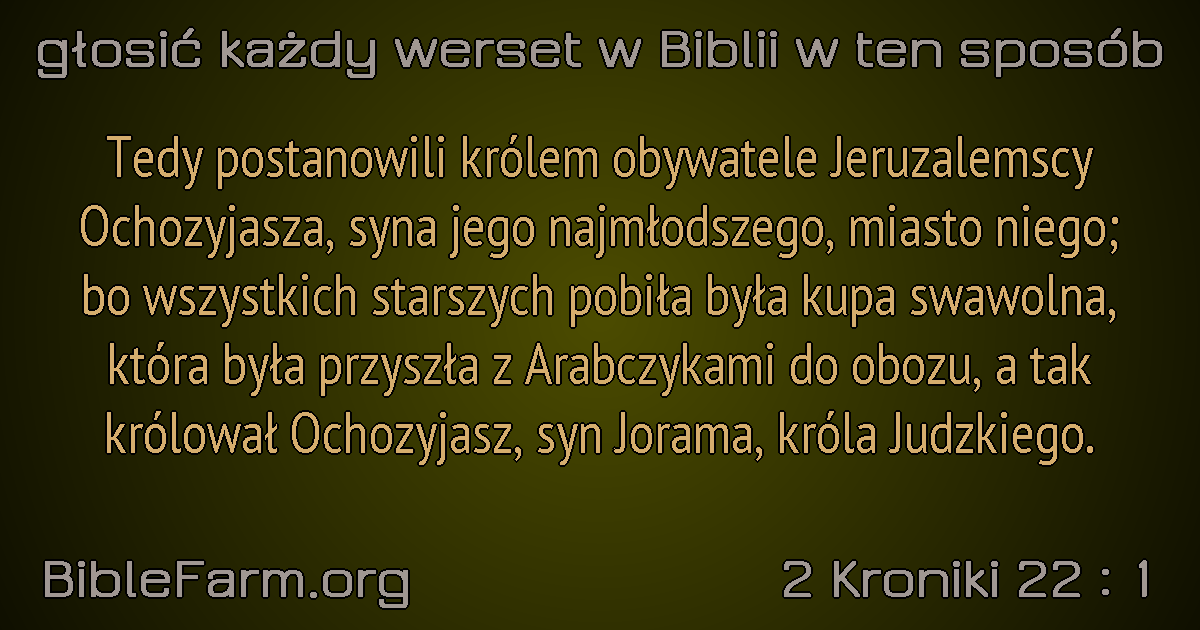 głosić każdy werset w Biblii w ten sposób
Tedy postanowili królem obywatele Jeruzalemscy
Ochozyjasza, syna jego najmłodszego, miasto niego;
bo wszystkich starszych pobiła była kupa swawolna,
która była przyszła z Arabczykami do obozu, a tak
królował Ochozyjasz, syn Jorama, króla Judzkiego.
BibleFarm.org
2 Kroniki 22 : 1